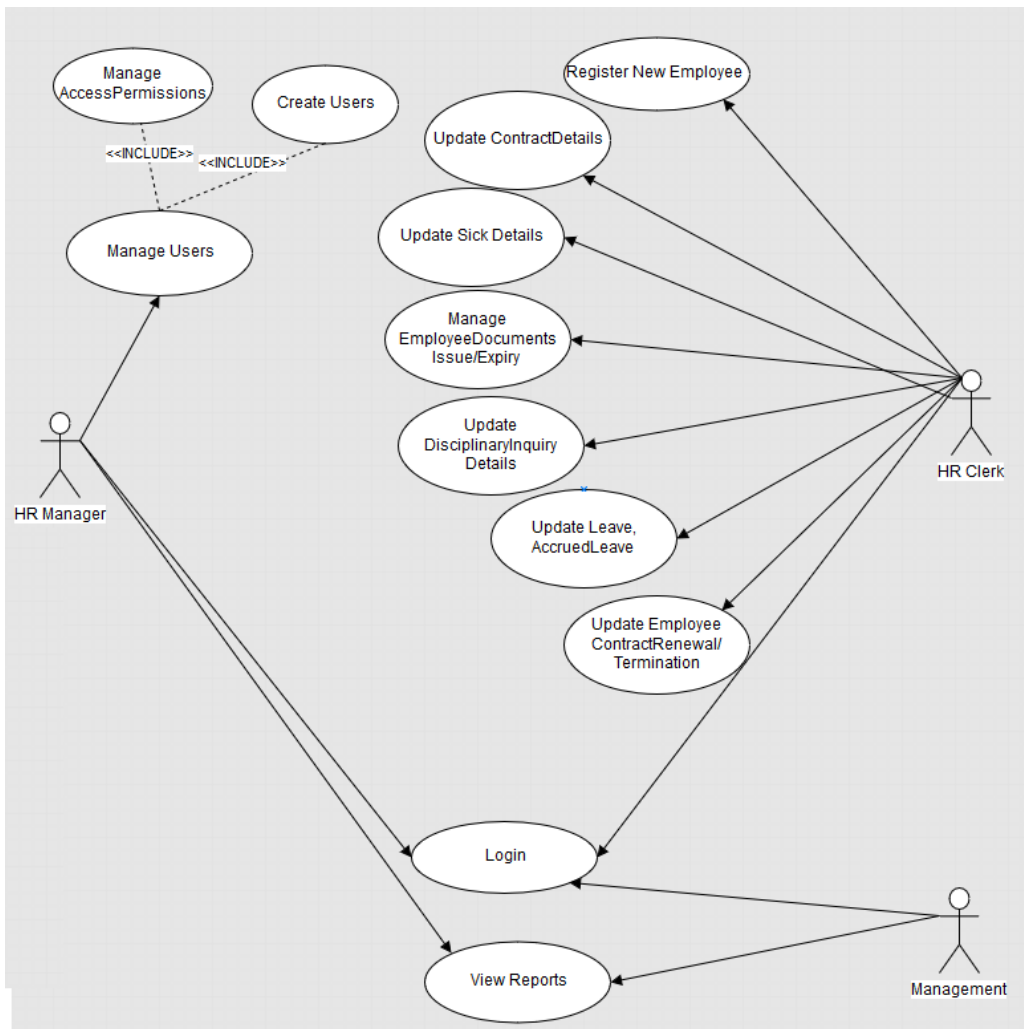 Manage
AccessPermissions
Create Users
<<INCLUDE>>
<<INCLUDE>>
Manage Users
HR Manager
Register New Employee
Update ContractDetails
Update Sick Details
Manage
EmployeeDocuments
Issue/Expiry
Update
DisciplinaryInquiry
Details
Update Leave,
AccruedLeave
Update Employee
ContractRenewal/
Termination
HR Clerk
Login
View Reports
Management